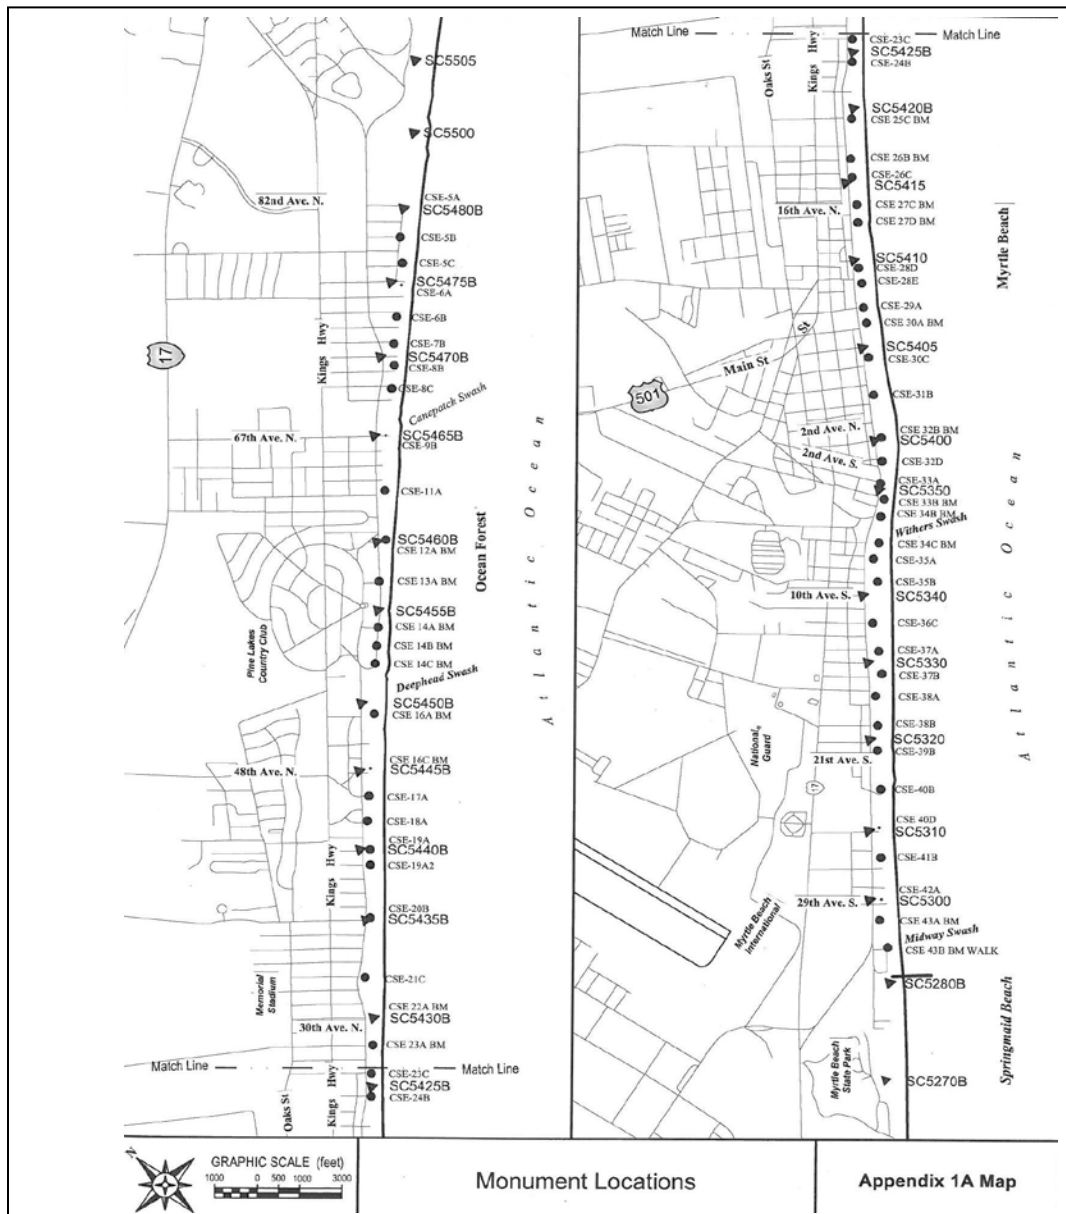 SC5505
SC5500
82nd Ave. N.
CSE-5A
SC5480B
CSE-5B
CSE-5C
SC5475B
CSE-6A
CSE-6B
Kings Hwy
17
CSE-7B
SC5470B
CSE-8B
CSE-8C
Canepatch Swash
67th Ave. N.
SC5465B
CSE-9B
CSE-11A
SC5460B
CSE 12A BM
Ocean Forest
Atlantic Ocean
CSE 13A BM
SC5455B
CSE 14A BM
CSE 14B BM
CSE 14C BM
Pine Lakes
Country Club
Deephead Swash
SC5450B
CSE 16A BM
CSE 16C BM
48th Ave. N.
SC5445B
CSE-17A
CSE-18A
CSE-19A
SC5440B
CSE-19A2
Kings Hwy
CSE-20B
SC5435B
CSE-21C
Memorial
Stadium
CSE 22A BM
SC5430B
30th Ave. N.
CSE 23A BM
Match Line
Match Line
CSE-23C
SC5425B
CSE-24B
Oaks St
Kings Hwy
Match Line
Match Line
Oaks St
Kings Hwy
CSE-23C
SC5425B
CSE-24B
SC5420B
CSE 25C BM
CSE 26B BM
CSE-26C
SC5415
16th Ave. N.
CSE 27C BM
CSE 27D BM
Myrtle Beach
SC5410
CSE-28D
CSE-28E
CSE-29A
CSE 30A BM
SC5405
CSE-30C
Main St
St
501
CSE-31B
2nd Ave. N.
CSE 32B BM
SC5400
2nd Ave. S.
CSE-32D
CSE-33A
SC5350
CSE 33B BM
CSE 34B BM
Withers Swash
CSE 34C BM
CSE-35A
CSE-35B
10th Ave. S.
SC5340
Atlantic Ocean
CSE-36C
CSE-37A
SC5330
CSE-37B
CSE-38A
CSE-38B
SC5320
CSE-39B
National
Guard
21st Ave. S.
17
CSE-40B
CSE 40D
SC5310
CSE-41B
CSE-42A
SC5300
29th Ave. S.
CSE 43A BM
Midway Swash
CSE 43B BM WALK
Myrtle Beach
International
SC5280B
Springmaid Beach
Myrtle Beach
State Park
SC5270B
N
GRAPHIC SCALE (feet)
1000 0 500 1000 3000
Monument Locations
Appendix 1A Map